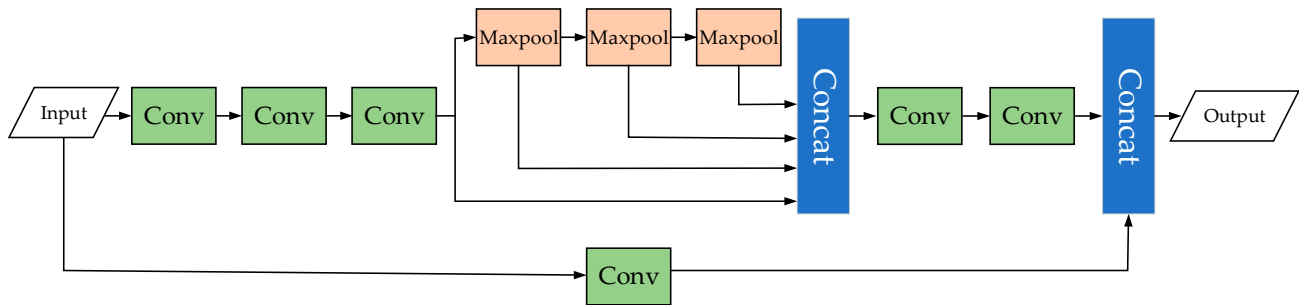 Maxpool
Maxpool
Maxpool
Input
Conv
Conv
Conv
Concat
Conv
Conv
Concat
Output
Conv